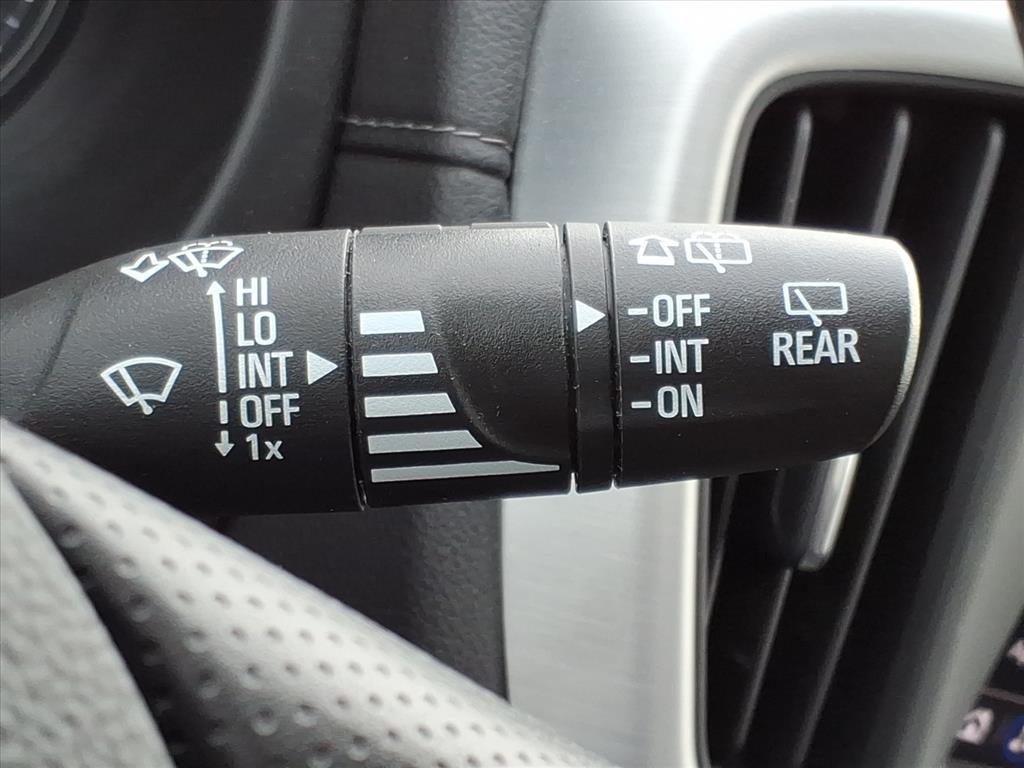 HI
LO
INT
OFF
1x
-OFF
-INT
-ON
REAR